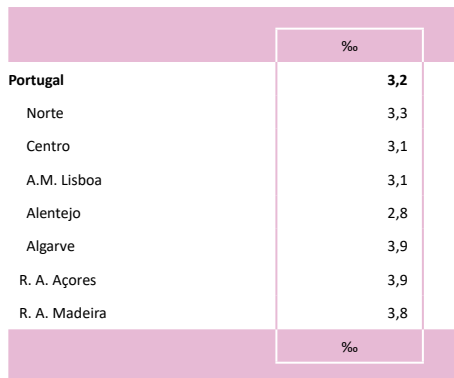 ‰
Portugal 3,2
Norte 3,3
Centro 3,1
A.M. Lisboa 3,1
Alentejo 2,8
Algarve 3,9
R. A. Açores 3,9
R. A. Madeira 3,8
‰